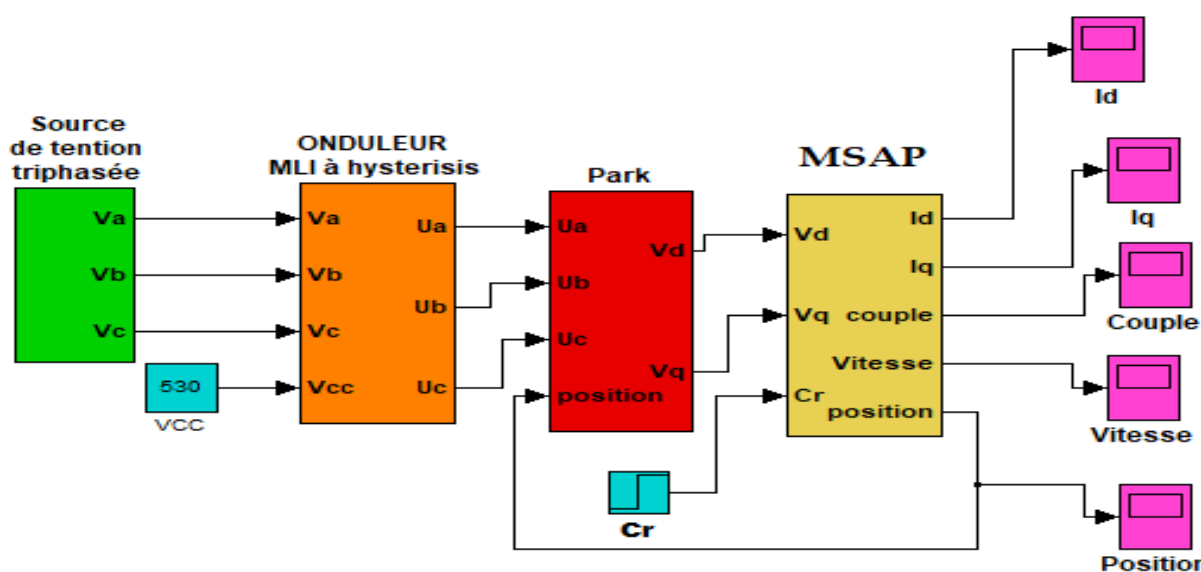 Source
de tention
triphasée
Va
Vb
Vc
530
VCC
ONDULEUR
MLI à hysterisis
Va
Vb
Vc
Vcc
Ua
Ub
Uc
Park
Ua
Ub
Uc
position
Vd
Vq
Cr
MSAP
Vd
Vq
Cr
Id
Iq
couple
Vitesse
position
Id
Iq
Couple
Vitesse
Position